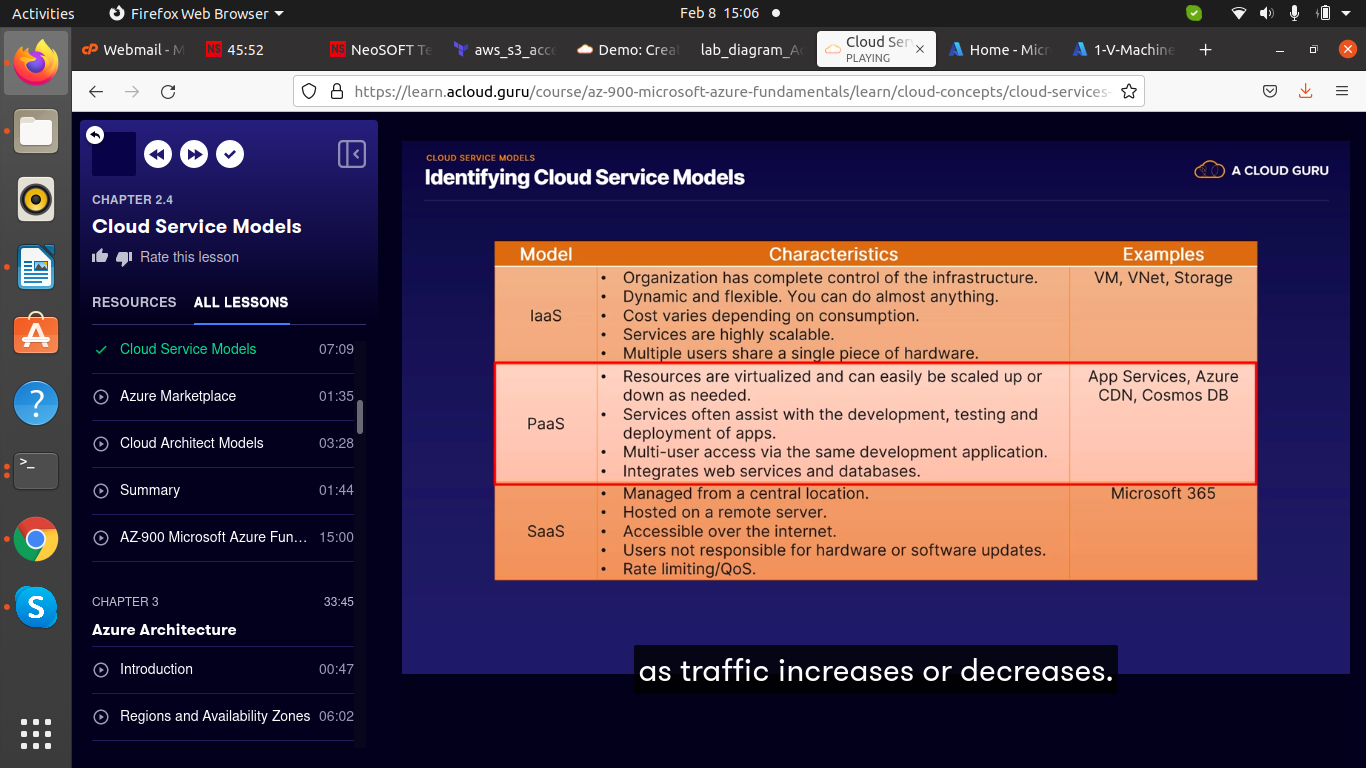 Activities
Firefox Web Browser
Feb 8 15:06
Webmail - M
NS 45:52
NS NeoSOFT Te
aws_s3_acce
Demo: Crea
lab_diagram_A
Cloud Ser
PLAYING
Home - Micr
1-V-Machine
https://learn.acloud.guru/course/az-900-microsoft-azure-fundamentals/learn/cloud-concepts/cloud-services-
CHAPTER 2.4
Cloud Service Models
Rate this lesson
RESOURCES ALL LESSONS
Cloud Service Models 07:09
Azure Marketplace 01:35
Cloud Architect Models 03:28
Summary 01:44
AZ-900 Microsoft Azure Fun... 15:00
CHAPTER 3 33:45
Azure Architecture
Introduction 00:47
Regions and Availability Zones 06:02
CLOUD SERVICE MODELS
Identifying Cloud Service Models
A CLOUD GURU
Model Characteristics Examples
IaaS
• Organization has complete control of the infrastructure.
• Dynamic and flexible. You can do almost anything.
• Cost varies depending on consumption.
• Services are highly scalable.
• Multiple users share a single piece of hardware.
VM, VNet, Storage
PaaS
• Resources are virtualized and can easily be scaled up or
down as needed.
• Services often assist with the development, testing and
deployment of apps.
• Multi-user access via the same development application.
• Integrates web services and databases.
App Services, Azure
CDN, Cosmos DB
SaaS
• Managed from a central location.
• Hosted on a remote server.
• Accessible over the internet.
• Users not responsible for hardware or software updates.
• Rate limiting/QoS.
Microsoft 365
as traffic increases or decreases.